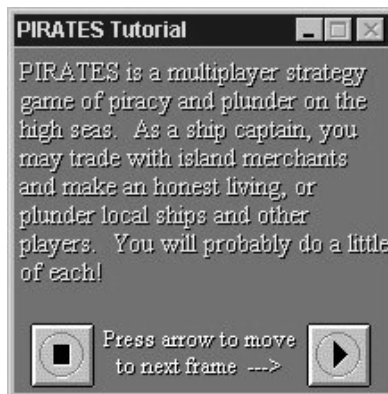 PIRATES Tutorial
PIRATES is a multiplayer strategy
game of piracy and plunder on the
high seas.  As a ship captain, you
may trade with island merchants
and make an honest living, or
plunder local ships and other
players.  You will probably do a little
of each!
Press arrow to move
to next frame --->